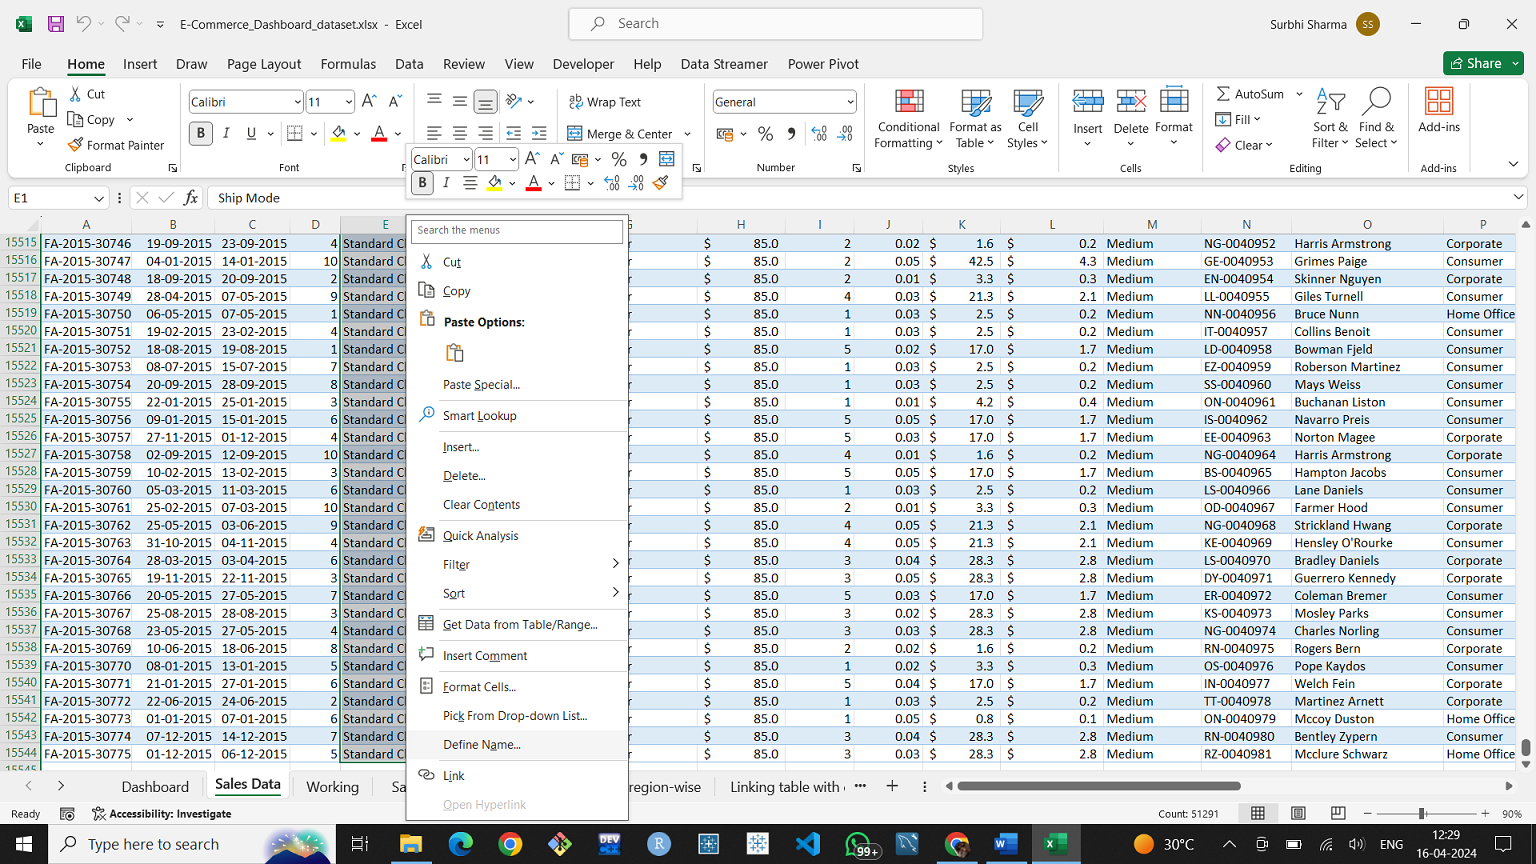 E-Commerce_Dashboard_dataset.xlsx - Excel
Search
Surbhi Sharma SS
File Home Insert Draw Page Layout Formulas Data Review View Developer Help Data Streamer Power Pivot Share
Paste Cut Copy Format Painter Clipboard
Calibri 11 B I U A Font
Wrap Text Merge & Center
General Number
Conditional Formatting Format as Table Cell Styles Styles
Insert Delete Format Cells
AutoSum Fill Clear Sort & Filter Find & Select Editing
Add-ins Add-ins
Calibri 11
B I A
E1 fx Ship Mode
A B C D E G H I J K L M N O P
15515 FA-2015-30746 19-09-2015 23-09-2015 4 Standard Cl r $ 85.0 2 0.02 $ 1.6 $ 0.2 Medium NG-0040952 Harris Armstrong Corporate
15516 FA-2015-30747 04-01-2015 14-01-2015 10 Standard Cl r $ 85.0 2 0.05 $ 42.5 $ 4.3 Medium GE-0040953 Grimes Paige Consumer
15517 FA-2015-30748 18-09-2015 20-09-2015 2 Standard Cl r $ 85.0 2 0.01 $ 3.3 $ 0.3 Medium EN-0040954 Skinner Nguyen Corporate
15518 FA-2015-30749 28-04-2015 07-05-2015 9 Standard Cl r $ 85.0 4 0.03 $ 21.3 $ 2.1 Medium LL-0040955 Giles Turnell Consumer
15519 FA-2015-30750 06-05-2015 07-05-2015 1 Standard Cl r $ 85.0 1 0.03 $ 2.5 $ 0.2 Medium NN-0040956 Bruce Nunn Home Office
15520 FA-2015-30751 19-02-2015 23-02-2015 4 Standard Cl r $ 85.0 1 0.03 $ 2.5 $ 0.2 Medium IT-0040957 Collins Benoit Consumer
15521 FA-2015-30752 18-08-2015 19-08-2015 1 Standard Cl r $ 85.0 5 0.02 $ 17.0 $ 1.7 Medium LD-0040958 Bowman Fjeld Consumer
15522 FA-2015-30753 08-07-2015 15-07-2015 7 Standard Cl r $ 85.0 1 0.03 $ 2.5 $ 0.2 Medium EZ-0040959 Roberson Martinez Consumer
15523 FA-2015-30754 20-09-2015 28-09-2015 8 Standard Cl r $ 85.0 1 0.03 $ 2.5 $ 0.2 Medium SS-0040960 Mays Weiss Consumer
15524 FA-2015-30755 22-01-2015 25-01-2015 3 Standard Cl r $ 85.0 1 0.01 $ 4.2 $ 0.4 Medium ON-0040961 Buchanan Liston Consumer
15525 FA-2015-30756 09-01-2015 15-01-2015 6 Standard Cl r $ 85.0 5 0.05 $ 17.0 $ 1.7 Medium IS-0040962 Navarro Preis Consumer
15526 FA-2015-30757 27-11-2015 01-12-2015 4 Standard Cl r $ 85.0 5 0.03 $ 17.0 $ 1.7 Medium EE-0040963 Norton Magee Corporate
15527 FA-2015-30758 02-09-2015 12-09-2015 10 Standard Cl r $ 85.0 4 0.01 $ 1.6 $ 0.2 Medium NG-0040964 Harris Armstrong Corporate
15528 FA-2015-30759 10-02-2015 13-02-2015 3 Standard Cl r $ 85.0 5 0.05 $ 17.0 $ 1.7 Medium BS-0040965 Hampton Jacobs Consumer
15529 FA-2015-30760 05-03-2015 11-03-2015 6 Standard Cl r $ 85.0 1 0.03 $ 2.5 $ 0.2 Medium LS-0040966 Lane Daniels Consumer
15530 FA-2015-30761 25-02-2015 07-03-2015 10 Standard Cl r $ 85.0 2 0.01 $ 3.3 $ 0.3 Medium OD-0040967 Farmer Hood Consumer
15531 FA-2015-30762 25-05-2015 03-06-2015 9 Standard Cl r $ 85.0 4 0.05 $ 21.3 $ 2.1 Medium NG-0040968 Strickland Hwang Corporate
15532 FA-2015-30763 31-10-2015 04-11-2015 4 Standard Cl r $ 85.0 4 0.05 $ 21.3 $ 2.1 Medium KE-0040969 Hensley O'Rourke Corporate
15533 FA-2015-30764 28-03-2015 03-04-2015 6 Standard Cl r $ 85.0 3 0.04 $ 28.3 $ 2.8 Medium LS-0040970 Bradley Daniels Consumer
15534 FA-2015-30765 19-11-2015 22-11-2015 3 Standard Cl r $ 85.0 3 0.05 $ 28.3 $ 2.8 Medium DY-0040971 Guerrero Kennedy Corporate
15535 FA-2015-30766 20-05-2015 27-05-2015 7 Standard Cl r $ 85.0 5 0.03 $ 17.0 $ 1.7 Medium ER-0040972 Coleman Bremer Consumer
15536 FA-2015-30767 25-08-2015 28-08-2015 3 Standard Cl r $ 85.0 3 0.02 $ 28.3 $ 2.8 Medium KS-0040973 Mosley Parks Consumer
15537 FA-2015-30768 23-05-2015 27-05-2015 4 Standard Cl r $ 85.0 3 0.03 $ 28.3 $ 2.8 Medium NG-0040974 Charles Norling Consumer
15538 FA-2015-30769 10-06-2015 18-06-2015 8 Standard Cl r $ 85.0 2 0.02 $ 1.6 $ 0.2 Medium RN-0040975 Rogers Bern Corporate
15539 FA-2015-30770 08-01-2015 13-01-2015 5 Standard Cl r $ 85.0 1 0.02 $ 3.3 $ 0.3 Medium OS-0040976 Pope Kaydos Consumer
15540 FA-2015-30771 21-01-2015 27-01-2015 6 Standard Cl r $ 85.0 5 0.04 $ 17.0 $ 1.7 Medium IN-0040977 Welch Fein Corporate
15541 FA-2015-30772 22-06-2015 24-06-2015 2 Standard Cl r $ 85.0 1 0.03 $ 2.5 $ 0.2 Medium TT-0040978 Martinez Arnett Corporate
15542 FA-2015-30773 01-01-2015 07-01-2015 6 Standard Cl r $ 85.0 1 0.05 $ 0.8 $ 0.1 Medium ON-0040979 Mccoy Duston Home Office
15543 FA-2015-30774 07-12-2015 14-12-2015 7 Standard Cl r $ 85.0 3 0.04 $ 28.3 $ 2.8 Medium RN-0040980 Bentley Zypern Consumer
15544 FA-2015-30775 01-12-2015 06-12-2015 5 Standard Cl r $ 85.0 3 0.03 $ 28.3 $ 2.8 Medium RZ-0040981 Mcclure Schwarz Home Office
15545
Search the menus
Cut
Copy
Paste Options:
Paste Special...
Smart Lookup
Insert...
Delete...
Clear Contents
Quick Analysis
Filter
Sort
Get Data from Table/Range...
Insert Comment
Format Cells...
Pick From Drop-down List...
Define Name...
Link
Open Hyperlink
Dashboard Sales Data Working Sa region-wise Linking table with
Ready Accessibility: Investigate Count: 51291 90%
Type here to search DEV C++ R 99+ 30°C ENG 12:29
16-04-2024